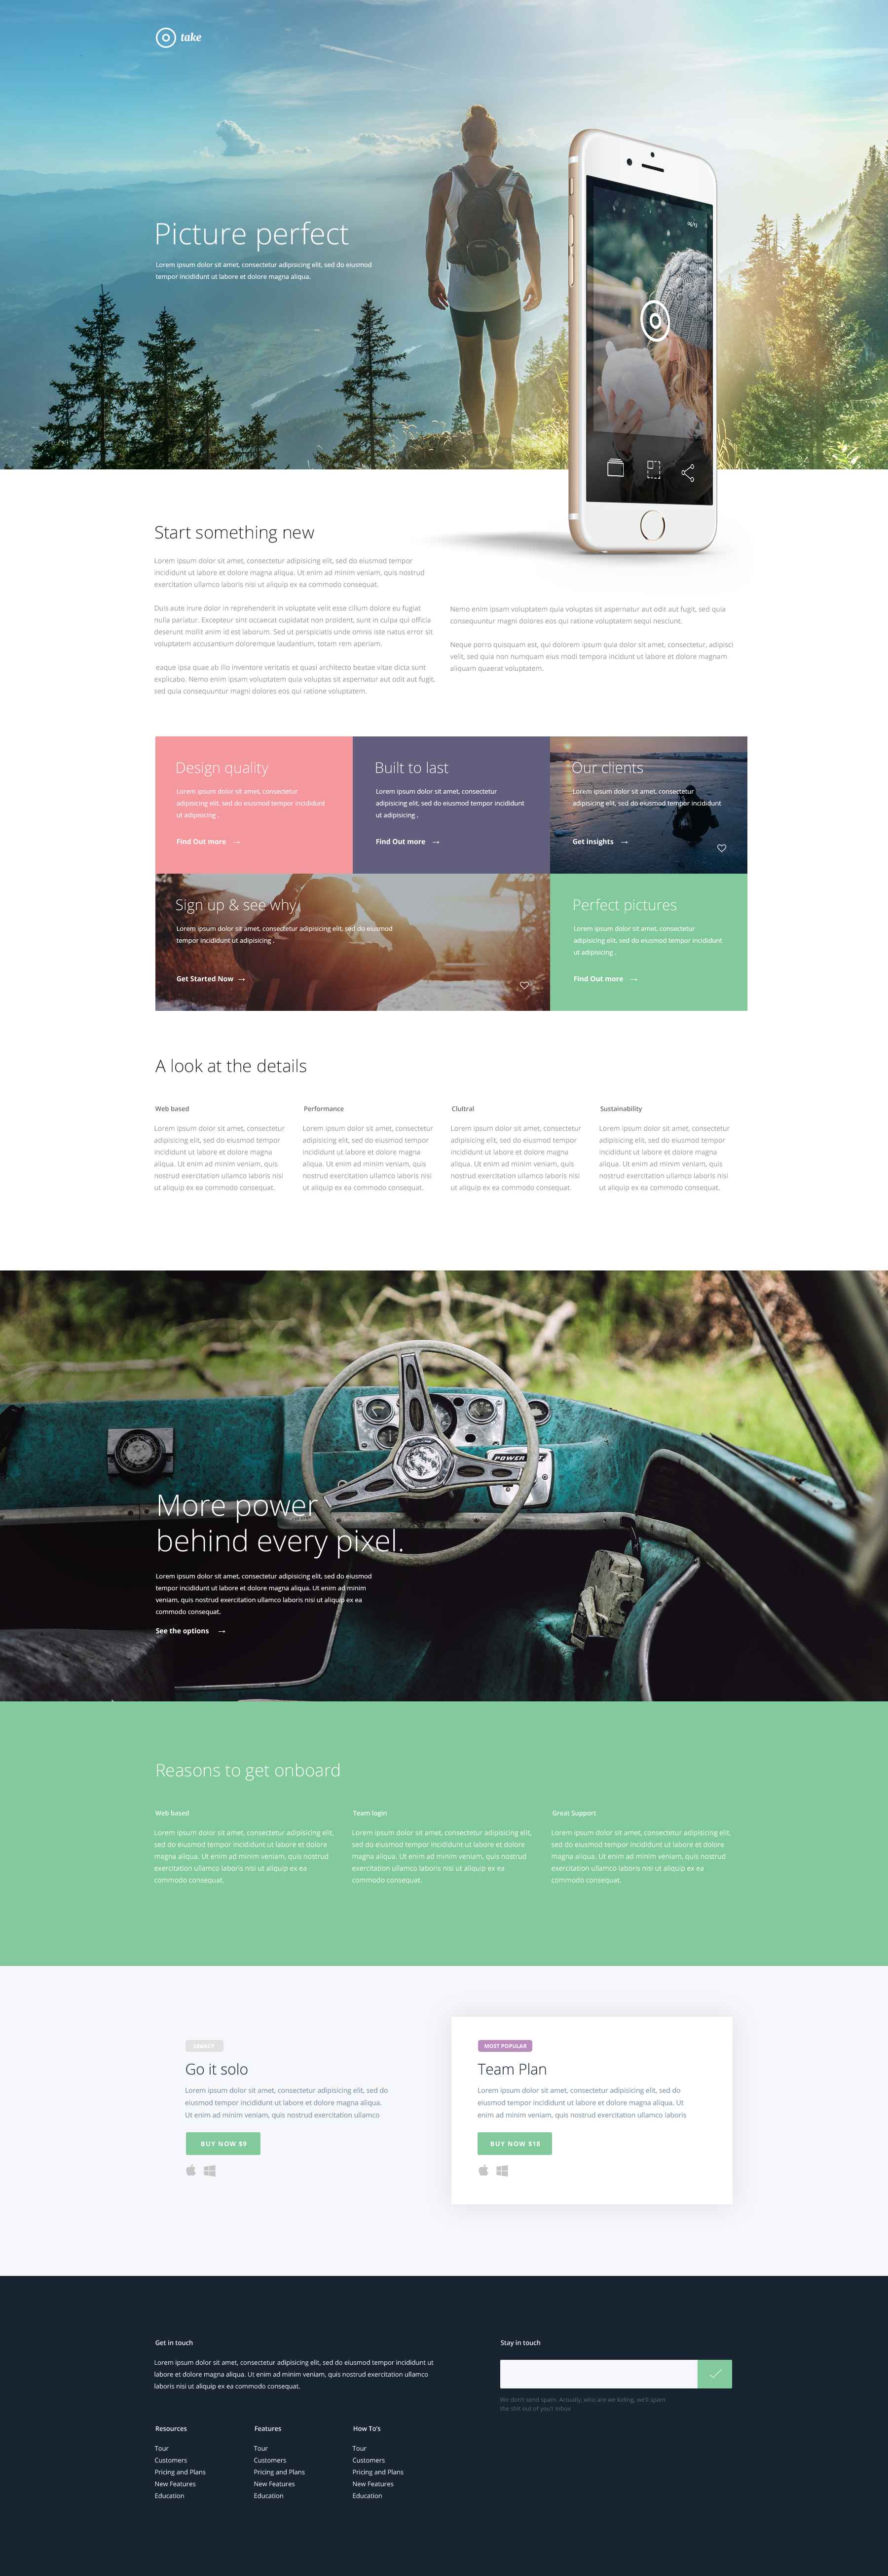 take
Picture perfect
Lorem ipsum dolor sit amet, consectetur adipisicing elit, sed do eiusmod
tempor incididunt ut labore et dolore magna aliqua.
Start something new
Lorem ipsum dolor sit amet, consectetur adipisicing elit, sed do eiusmod tempor
incididunt ut labore et dolore magna aliqua. Ut enim ad minim veniam, quis nostrud
exercitation ullamco laboris nisi ut aliquip ex ea commodo consequat.
Duis aute irure dolor in reprehenderit in voluptate velit esse cillum dolore eu fugiat
nulla pariatur. Excepteur sint occaecat cupidatat non proident, sunt in culpa qui officia
deserunt mollit anim id est laborum. Sed ut perspiciatis unde omnis iste natus error sit
voluptatem accusantium doloremque laudantium, totam rem aperiam.
eaque ipsa quae ab illo inventore veritatis et quasi architecto beatae vitae dicta sunt
explicabo. Nemo enim ipsam voluptatem quia voluptas sit aspernatur aut odit aut fugit,
sed quia consequuntur magni dolores eos qui ratione voluptatem.
Nemo enim ipsam voluptatem quia voluptas sit aspernatur aut odit aut fugit, sed quia
consequuntur magni dolores eos qui ratione voluptatem sequi nesciunt.
Neque porro quisquam est, qui dolorem ipsum quia dolor sit amet, consectetur, adipisci
velit, sed quia non numquam eius modi tempora incidunt ut labore et dolore magnam
aliquam quaerat voluptatem.
Design quality
Lorem ipsum dolor sit amet, consectetur
adipisicing elit, sed do eiusmod tempor incididunt
ut adipisicing .
Find Out more →
Built to last
Lorem ipsum dolor sit amet, consectetur
adipisicing elit, sed do eiusmod tempor incididunt
ut adipisicing .
Find Out more →
Our clients
Lorem ipsum dolor sit amet, consectetur
adipisicing elit, sed do eiusmod tempor incididunt
Get insights →
Sign up & see why
Lorem ipsum dolor sit amet, consectetur adipisicing elit, sed do eiusmod
tempor incididunt ut adipisicing .
Get Started Now →
Perfect pictures
Lorem ipsum dolor sit amet, consectetur
adipisicing elit, sed do eiusmod tempor incididunt
ut adipisicing .
Find Out more →
A look at the details
Web based
Lorem ipsum dolor sit amet, consectetur
adipisicing elit, sed do eiusmod tempor
incididunt ut labore et dolore magna
aliqua. Ut enim ad minim veniam, quis
nostrud exercitation ullamco laboris nisi
ut aliquip ex ea commodo consequat.
Performance
Lorem ipsum dolor sit amet, consectetur
adipisicing elit, sed do eiusmod tempor
incididunt ut labore et dolore magna
aliqua. Ut enim ad minim veniam, quis
nostrud exercitation ullamco laboris nisi
ut aliquip ex ea commodo consequat.
Clultral
Lorem ipsum dolor sit amet, consectetur
adipisicing elit, sed do eiusmod tempor
incididunt ut labore et dolore magna
aliqua. Ut enim ad minim veniam, quis
nostrud exercitation ullamco laboris nisi
ut aliquip ex ea commodo consequat.
Sustainability
Lorem ipsum dolor sit amet, consectetur
adipisicing elit, sed do eiusmod tempor
incididunt ut labore et dolore magna
aliqua. Ut enim ad minim veniam, quis
nostrud exercitation ullamco laboris nisi
ut aliquip ex ea commodo consequat.
POWER
More power
behind every pixel.
Lorem ipsum dolor sit amet, consectetur adipisicing elit, sed do eiusmod
tempor incididunt ut labore et dolore magna aliqua. Ut enim ad minim
veniam, quis nostrud exercitation ullamco laboris nisi ut aliquip ex ea
commodo consequat.
See the options →
Reasons to get onboard
Web based
Lorem ipsum dolor sit amet, consectetur adipisicing elit,
sed do eiusmod tempor incididunt ut labore et dolore
magna aliqua. Ut enim ad minim veniam, quis nostrud
exercitation ullamco laboris nisi ut aliquip ex ea
commodo consequat.
Team login
Lorem ipsum dolor sit amet, consectetur adipisicing elit,
sed do eiusmod tempor incididunt ut labore et dolore
magna aliqua. Ut enim ad minim veniam, quis nostrud
exercitation ullamco laboris nisi ut aliquip ex ea
commodo consequat.
Great Support
Lorem ipsum dolor sit amet, consectetur adipisicing elit,
sed do eiusmod tempor incididunt ut labore et dolore
magna aliqua. Ut enim ad minim veniam, quis nostrud
exercitation ullamco laboris nisi ut aliquip ex ea
commodo consequat.
LEGACY
Go it solo
Lorem ipsum dolor sit amet, consectetur adipisicing elit, sed do
eiusmod tempor incididunt ut labore et dolore magna aliqua.
Ut enim ad minim veniam, quis nostrud exercitation ullamco
BUY NOW $9
MOST POPULAR
Team Plan
Lorem ipsum dolor sit amet, consectetur adipisicing elit, sed do
eiusmod tempor incididunt ut labore et dolore magna aliqua. Ut
enim ad minim veniam, quis nostrud exercitation ullamco laboris
BUY NOW $18
Get in touch
Lorem ipsum dolor sit amet, consectetur adipisicing elit, sed do eiusmod tempor incididunt ut
labore et dolore magna aliqua. Ut enim ad minim veniam, quis nostrud exercitation ullamco
laboris nisi ut aliquip ex ea commodo consequat.
Stay in touch
We don't send spam. Actually, who are we kiding, we'll spam
the shit out of you'r inbox
Resources
Tour
Customers
Pricing and Plans
New Features
Education
Features
Tour
Customers
Pricing and Plans
New Features
Education
How To's
Tour
Customers
Pricing and Plans
New Features
Education